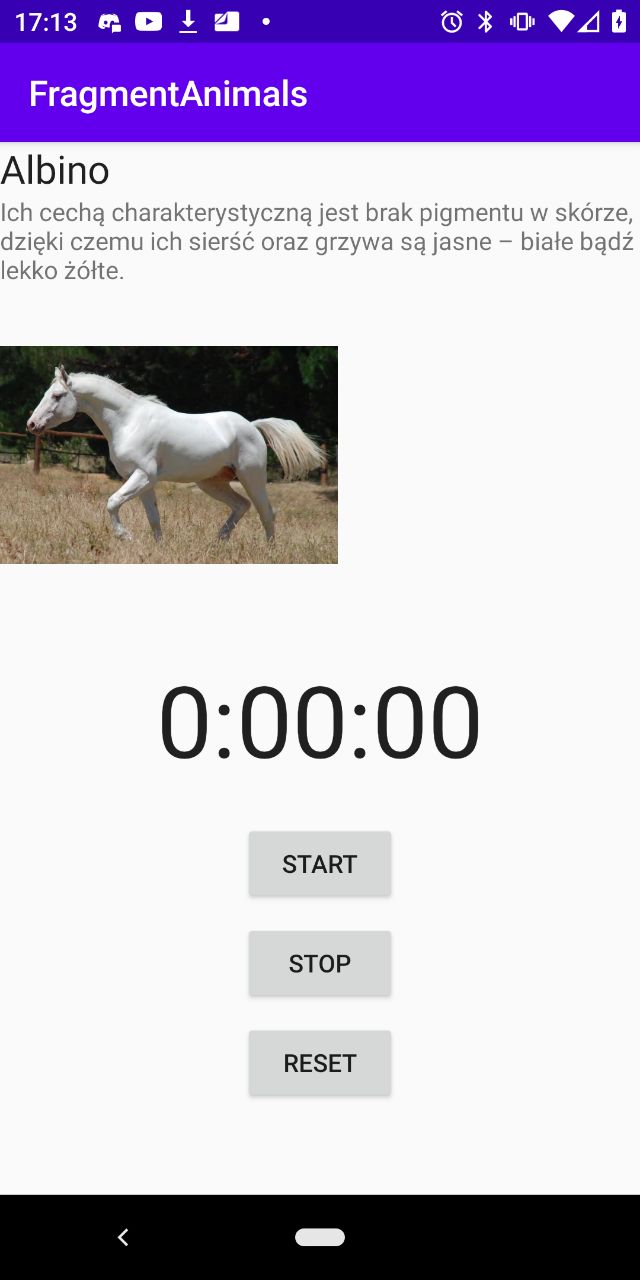 17:13
FragmentAnimals
Albino
Ich cechą charakterystyczną jest brak pigmentu w skórze,
dzięki czemu ich sierść oraz grzywa są jasne – białe bądź
lekko żółte.
0:00:00
START
STOP
RESET